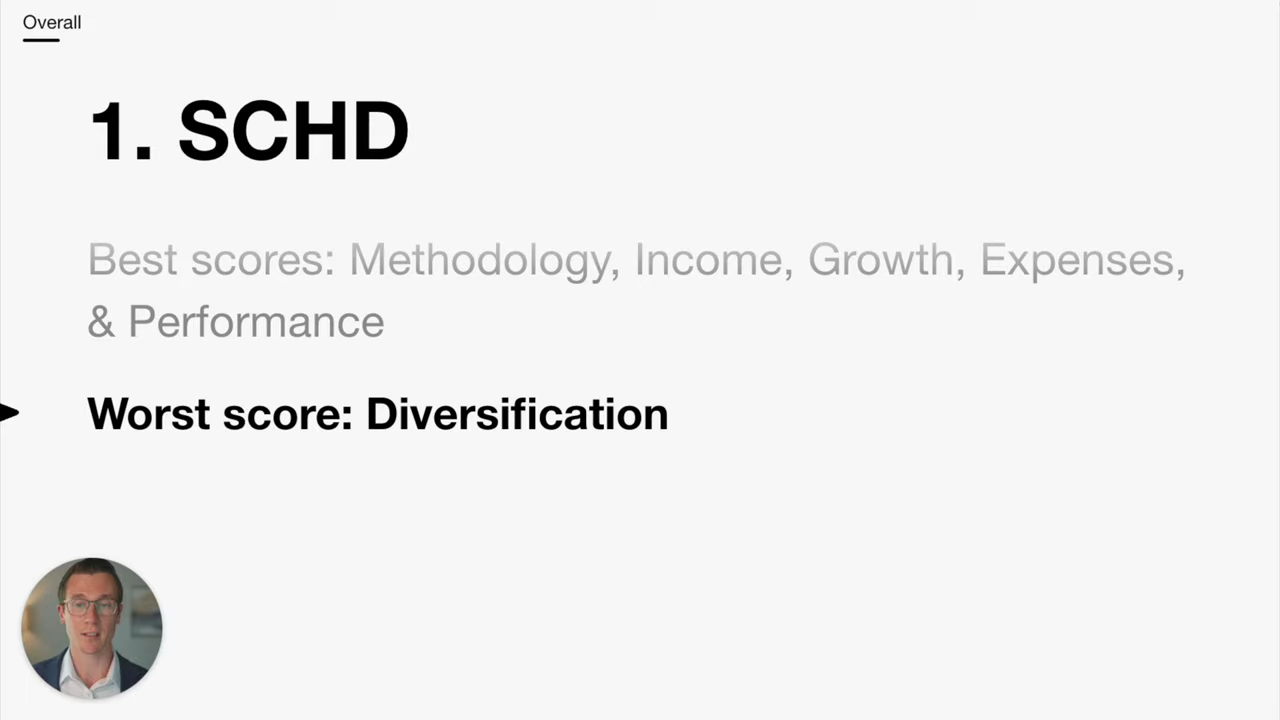 Overall
1. SCHD
Best scores: Methodology, Income, Growth, Expenses,
& Performance
Worst score: Diversification